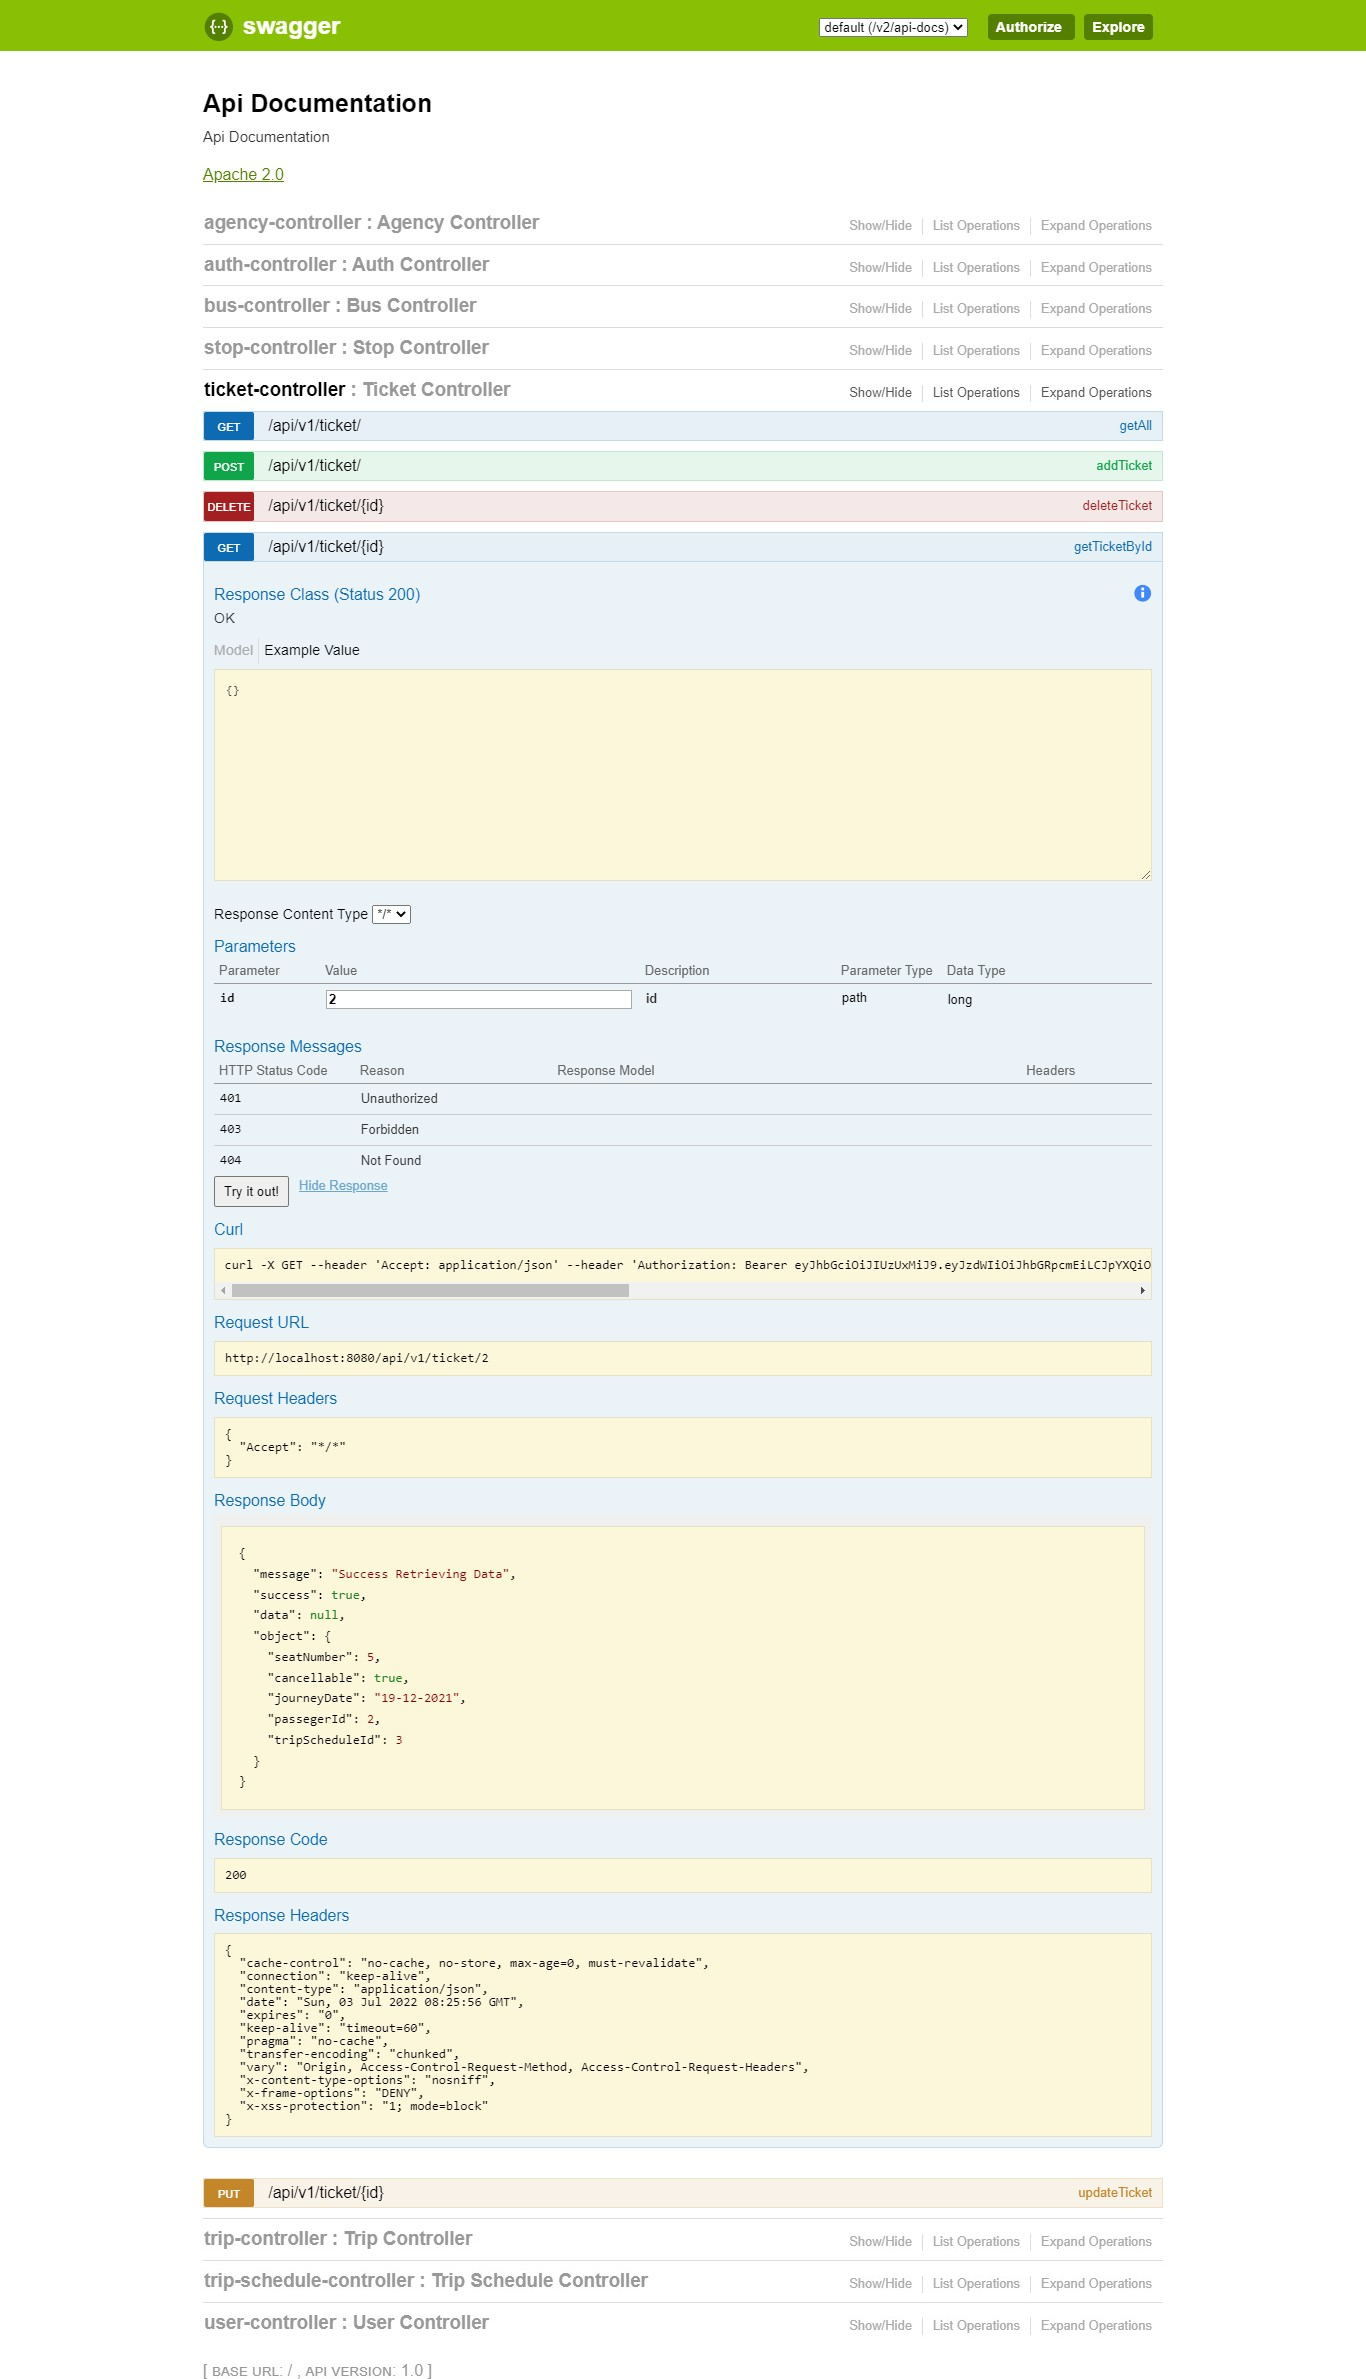 swagger default (/v2/api-docs) Authorize Explore
Api Documentation
Api Documentation
Apache 2.0
agency-controller : Agency Controller Show/Hide List Operations Expand Operations
auth-controller : Auth Controller Show/Hide List Operations Expand Operations
bus-controller : Bus Controller Show/Hide List Operations Expand Operations
stop-controller : Stop Controller Show/Hide List Operations Expand Operations
ticket-controller : Ticket Controller Show/Hide List Operations Expand Operations
GET /api/v1/ticket/ getAll
POST /api/v1/ticket/ addTicket
DELETE /api/v1/ticket/{id} deleteTicket
GET /api/v1/ticket/{id} getTicketById
Response Class (Status 200)
OK
Model Example Value
{}
Response Content Type */*
Parameters
Parameter Value Description Parameter Type Data Type
id 2 id path long
Response Messages
HTTP Status Code Reason Response Model Headers
401 Unauthorized
403 Forbidden
404 Not Found
Try it out! Hide Response
Curl
curl -X GET --header 'Accept: application/json' --header 'Authorization: Bearer eyJhbGciOiJIUzUxMiJ9.eyJzdWIiOiJhbGRpcmEiLCJpYXQiO
Request URL
http://localhost:8080/api/v1/ticket/2
Request Headers
{
"Accept": "*/*"
}
Response Body
{
"message": "Success Retrieving Data",
"success": true,
"data": null,
"object": {
"seatNumber": 5,
"cancellable": true,
"journeyDate": "19-12-2021",
"passegerId": 2,
"tripScheduleId": 3
}
}
Response Code
200
Response Headers
{
"cache-control": "no-cache, no-store, max-age=0, must-revalidate",
"connection": "keep-alive",
"content-type": "application/json",
"date": "Sun, 03 Jul 2022 08:25:56 GMT",
"expires": "0",
"keep-alive": "timeout=60",
"pragma": "no-cache",
"transfer-encoding": "chunked",
"vary": "Origin, Access-Control-Request-Method, Access-Control-Request-Headers",
"x-content-type-options": "nosniff",
"x-frame-options": "DENY",
"x-xss-protection": "1; mode=block"
}
PUT /api/v1/ticket/{id} updateTicket
trip-controller : Trip Controller Show/Hide List Operations Expand Operations
trip-schedule-controller : Trip Schedule Controller Show/Hide List Operations Expand Operations
user-controller : User Controller Show/Hide List Operations Expand Operations
[ BASE URL: / , API VERSION: 1.0 ]